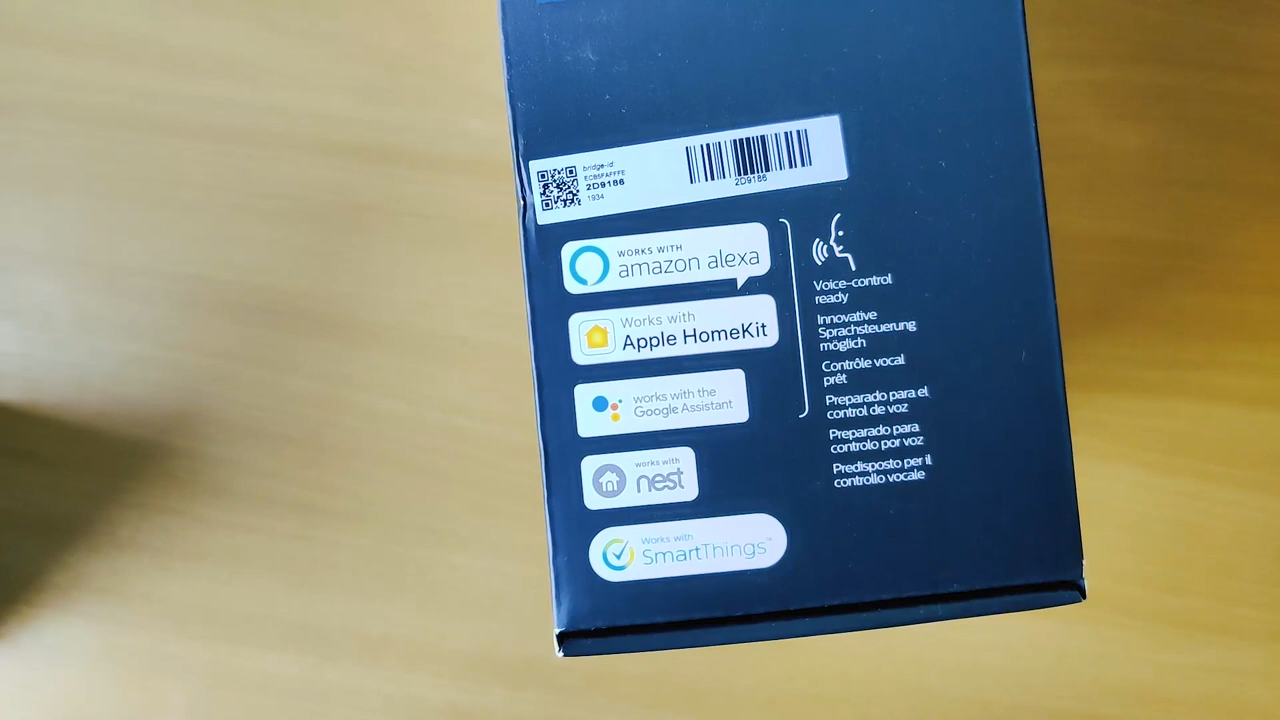 bridge-id:
ECB5FAFFFE
2D9186
1934
2D9186
WORKS WITH
amazon alexa
Works with
Apple HomeKit
works with the
Google Assistant
works with
nest
Works with
SmartThings™
Voice-control
ready
Innovative
Sprachsteuerung
möglich
Contrôle vocal
prêt
Preparado para el
control de voz
Preparado para
controlo por voz
Predisposto per il
controllo vocale